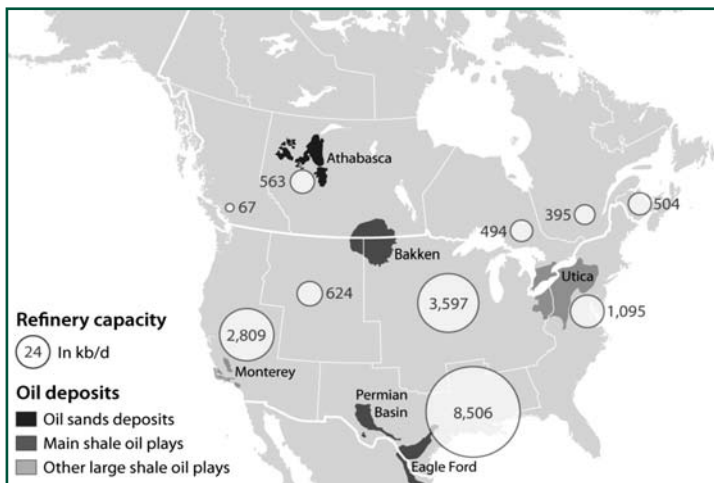 Athabasca
563
67
504
395
494
Bakken
Utica
624
3,597
1,095
Refinery capacity
2,809
24 In kb/d
Monterey
Oil deposits
Permian
Basin
8,506
Oil sands deposits
Main shale oil plays
Eagle Ford
Other large shale oil plays